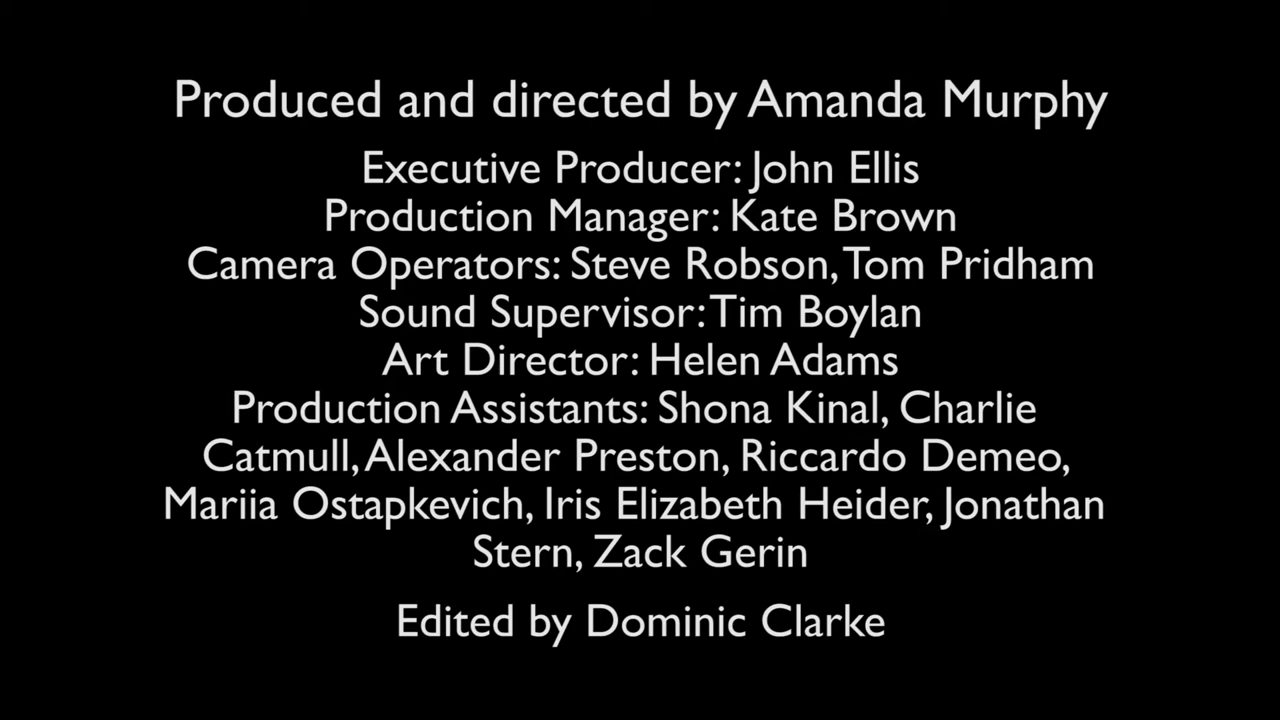 Produced and directed by Amanda Murphy
Executive Producer: John Ellis
Production Manager: Kate Brown
Camera Operators: Steve Robson, Tom Pridham
Sound Supervisor: Tim Boylan
Art Director: Helen Adams
Production Assistants: Shona Kinal, Charlie
Catmull, Alexander Preston, Riccardo Demeo,
Mariia Ostapkevich, Iris Elizabeth Heider, Jonathan
Stern, Zack Gerin
Edited by Dominic Clarke